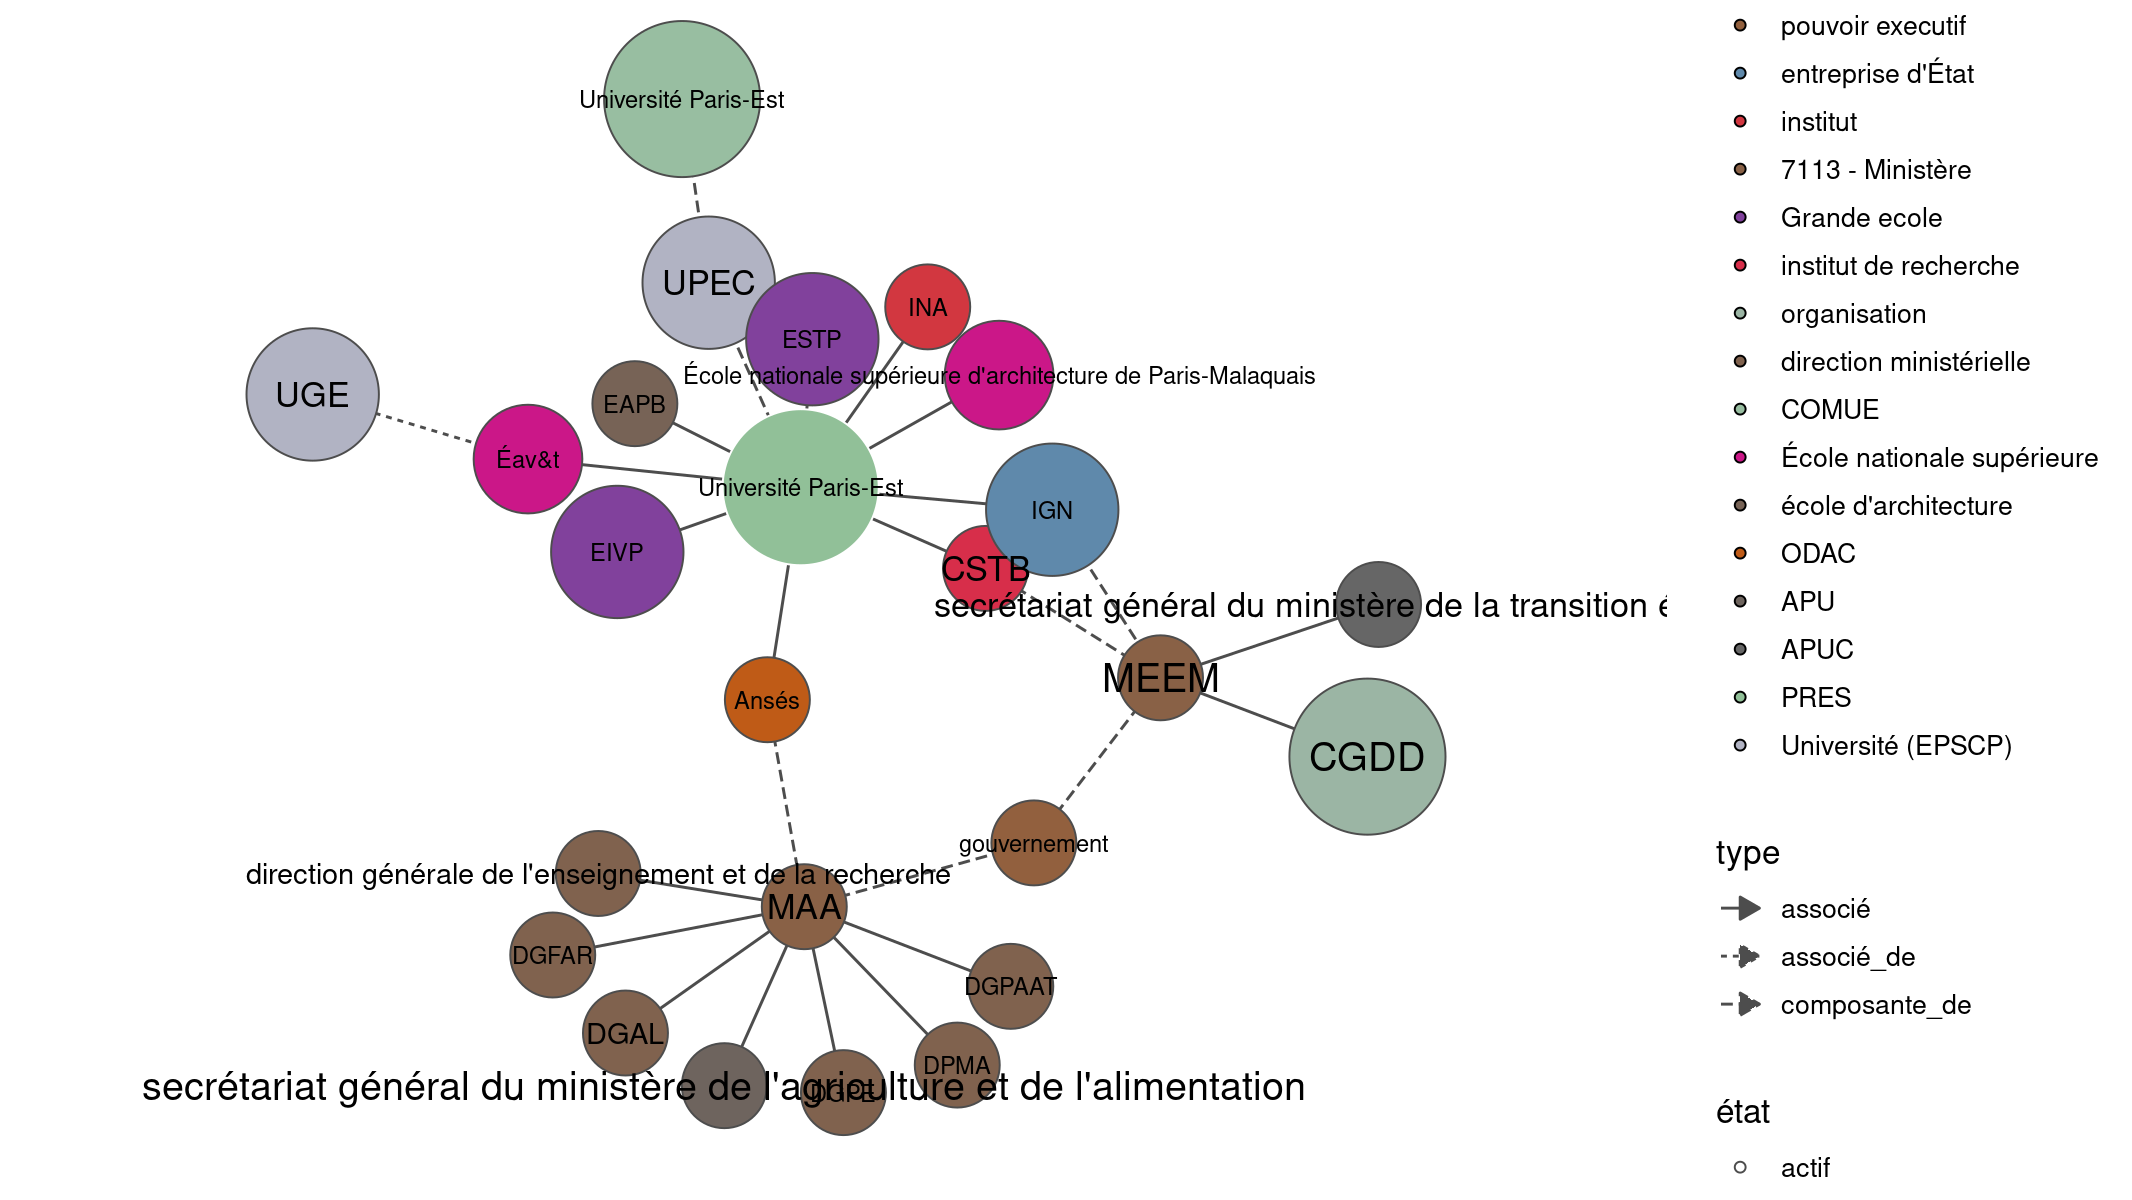 Université Paris-Est
UPEC
ESTP
INA
École nationale supérieure d'architecture de Paris-Malaquais
UGE
EAPB
Éav&t
Université Paris-Est
IGN
EIVP
CSTB
secrétariat général du ministère de la transition
MEEM
Ansés
CGDD
gouvernement
direction générale de l'enseignement et de la recherche
MAA
DGFAR
DGPAAT
DGAL
DPMA
secrétariat général du ministère de l'agriculture et de l'alimentation
DGPE
pouvoir executif
entreprise d'État
institut
7113 - Ministère
Grande ecole
institut de recherche
organisation
direction ministérielle
COMUE
École nationale supérieure
école d'architecture
ODAC
APU
APUC
PRES
Université (EPSCP)
type
associé
associé_de
composante_de
état
actif